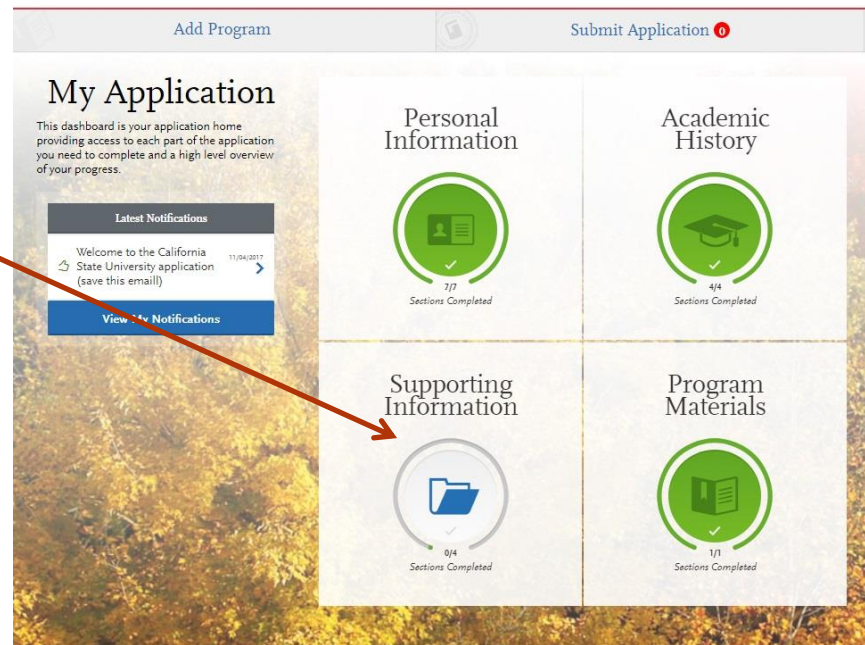 Add Program
Submit Application 0
My Application
This dashboard is your application home
providing access to each part of the application
you need to complete and a high level overview
of your progress.
Latest Notifications
Welcome to the California
State University application
(save this emaill)
11/04/2017
View My Notifications
Personal
Information
7/7
Sections Completed
Academic
History
4/4
Sections Completed
Supporting
Information
0/4
Sections Completed
Program
Materials
1/1
Sections Completed